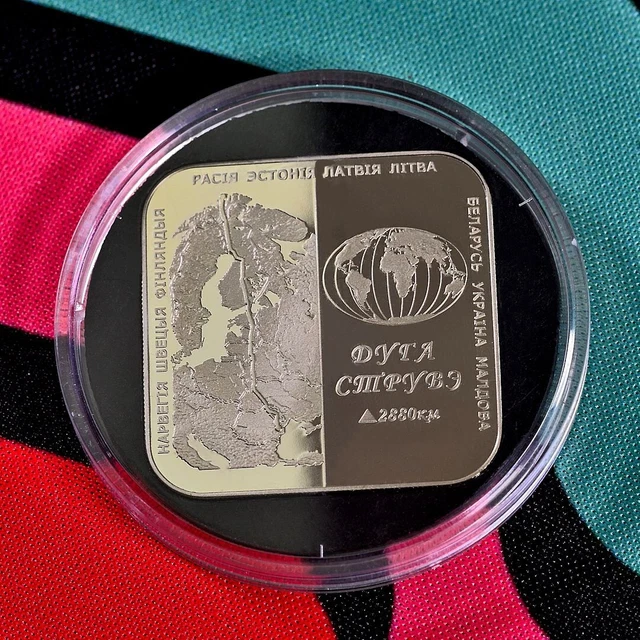 НАРВЕГІЯ ШВЕЦЫЯ ФІНЛЯНДЫЯ
РАСІЯ ЭСТОНІЯ ЛАТВІЯ ЛІТВА
БЕЛАРУСЬ УКРАІНА МАЛДОВА
ДУГА
СТРУВЭ
2880км